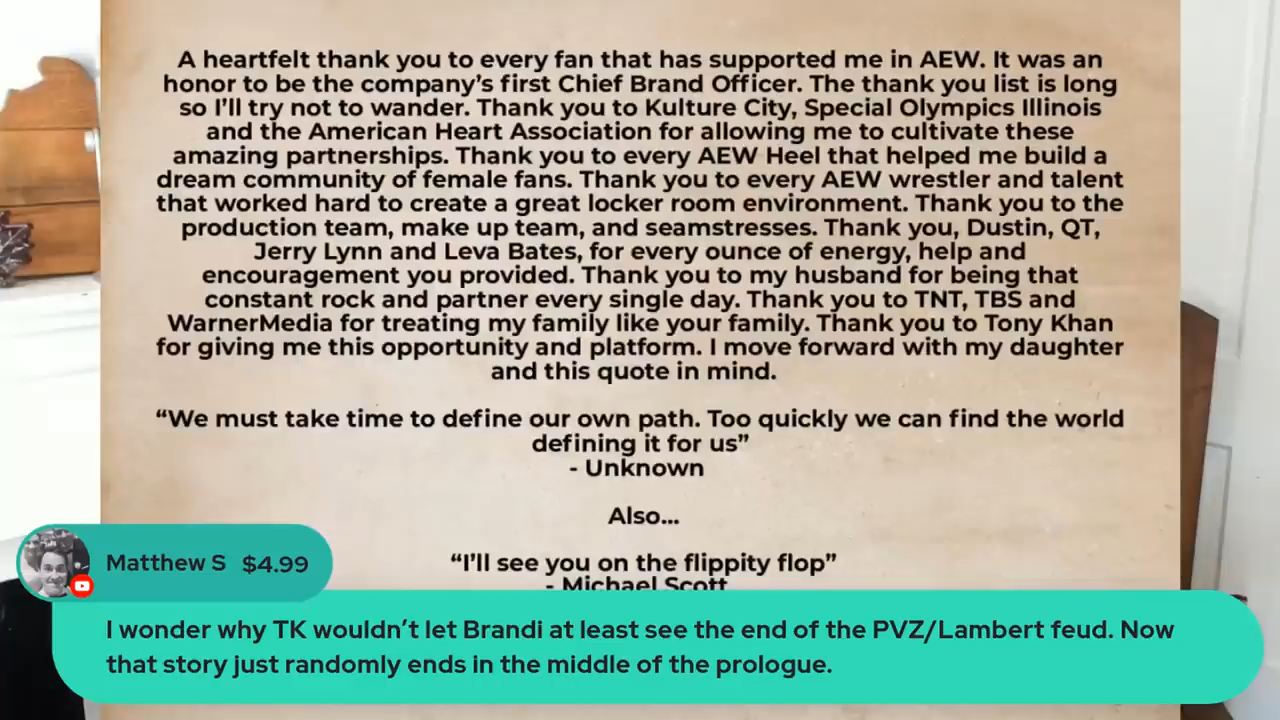 A heartfelt thank you to every fan that has supported me in AEW. It was an
honor to be the company’s first Chief Brand Officer. The thank you list is long
so I’ll try not to wander. Thank you to Kulture City, Special Olympics Illinois
and the American Heart Association for allowing me to cultivate these
amazing partnerships. Thank you to every AEW Heel that helped me build a
dream community of female fans. Thank you to every AEW wrestler and talent
that worked hard to create a great locker room environment. Thank you to the
production team, make up team, and seamstresses. Thank you, Dustin, QT,
Jerry Lynn and Leva Bates, for every ounce of energy, help and
encouragement you provided. Thank you to my husband for being that
constant rock and partner every single day. Thank you to TNT, TBS and
WarnerMedia for treating my family like your family. Thank you to Tony Khan
for giving me this opportunity and platform. I move forward with my daughter
and this quote in mind.
“We must take time to define our own path. Too quickly we can find the world
defining it for us”
- Unknown
Also...
“I’ll see you on the flippity flop”
- Michael Scott
Matthew S $4.99
I wonder why TK wouldn’t let Brandi at least see the end of the PVZ/Lambert feud. Now
that story just randomly ends in the middle of the prologue.